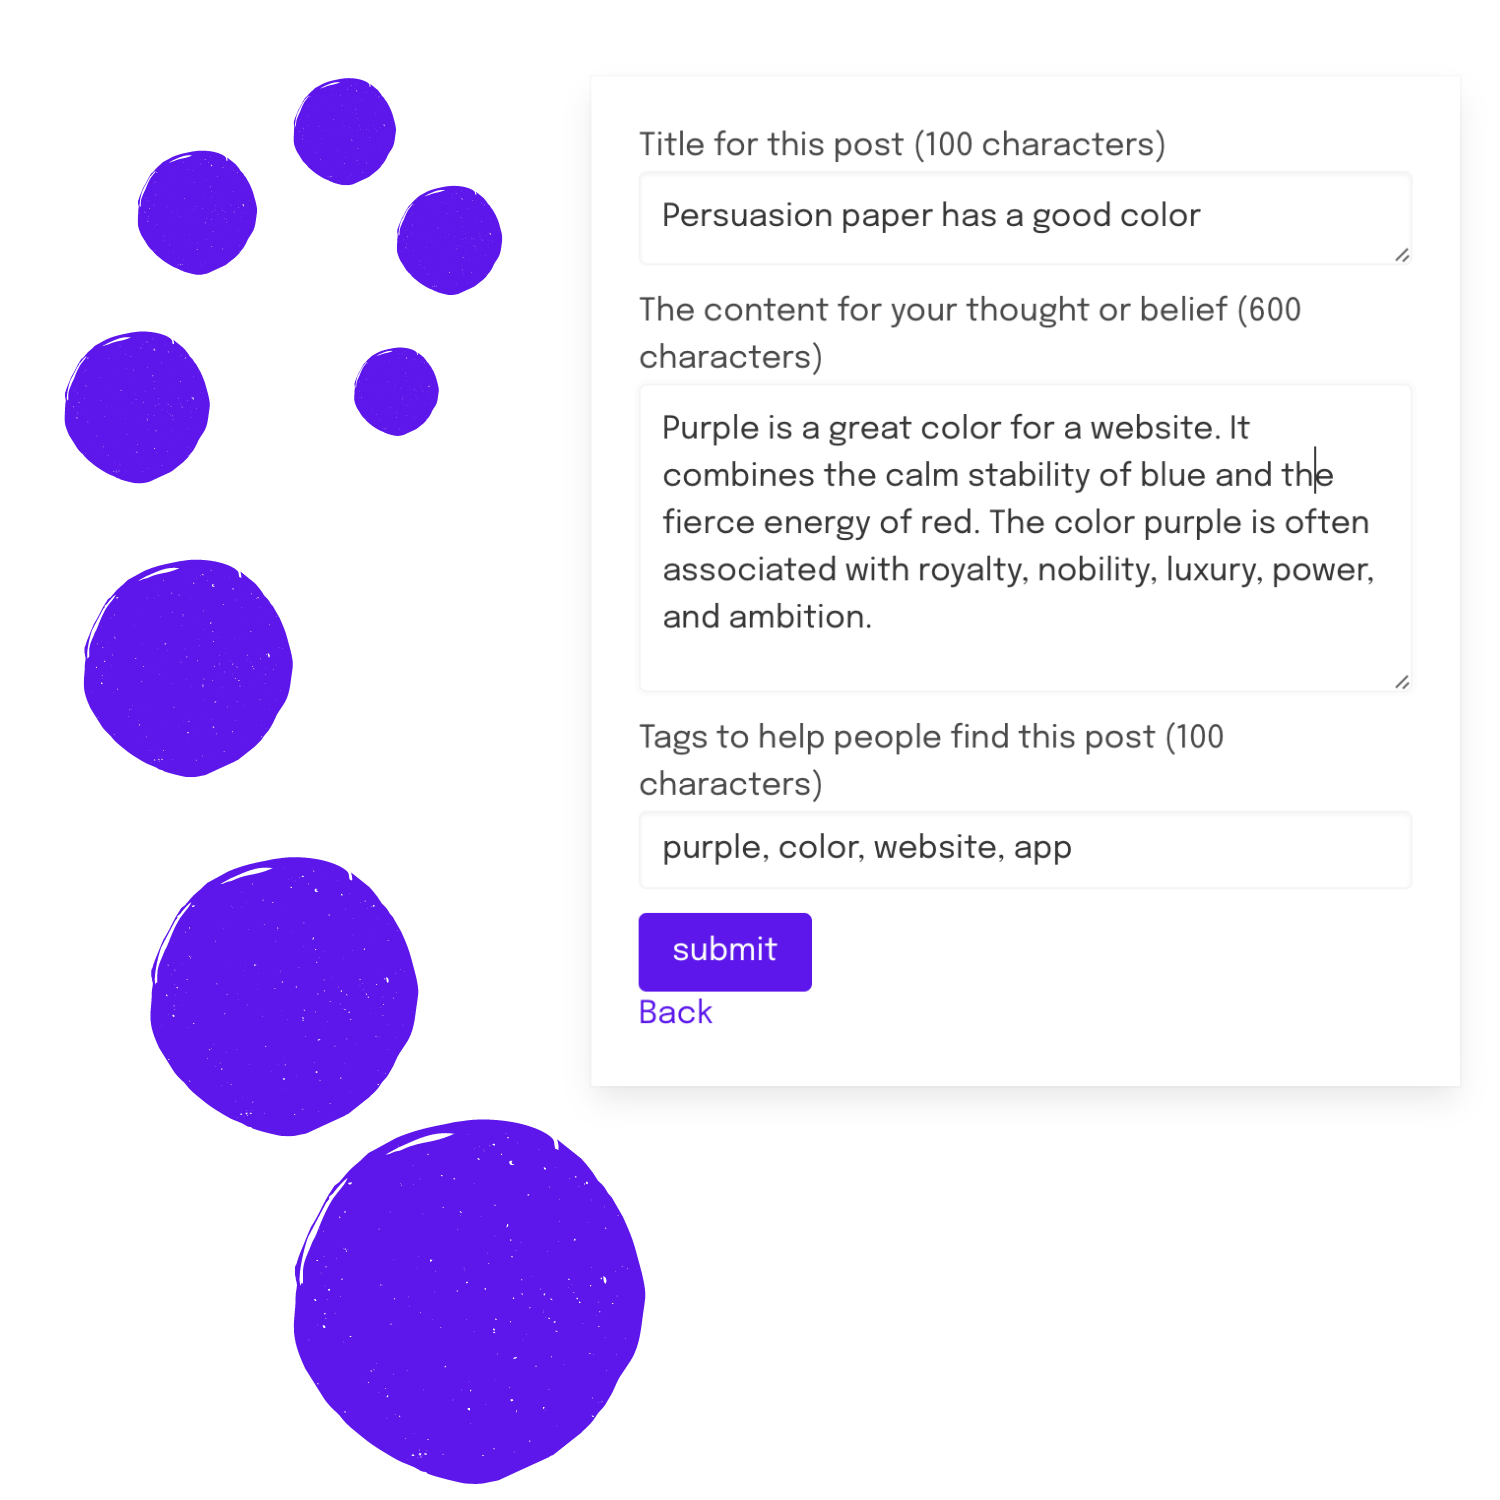 Title for this post (100 characters)
Persuasion paper has a good color
The content for your thought or belief (600
characters)
Purple is a great color for a website. It
combines the calm stability of blue and the
fierce energy of red. The color purple is often
associated with royalty, nobility, luxury, power,
and ambition.
Tags to help people find this post (100
characters)
purple, color, website, app
submit
Back